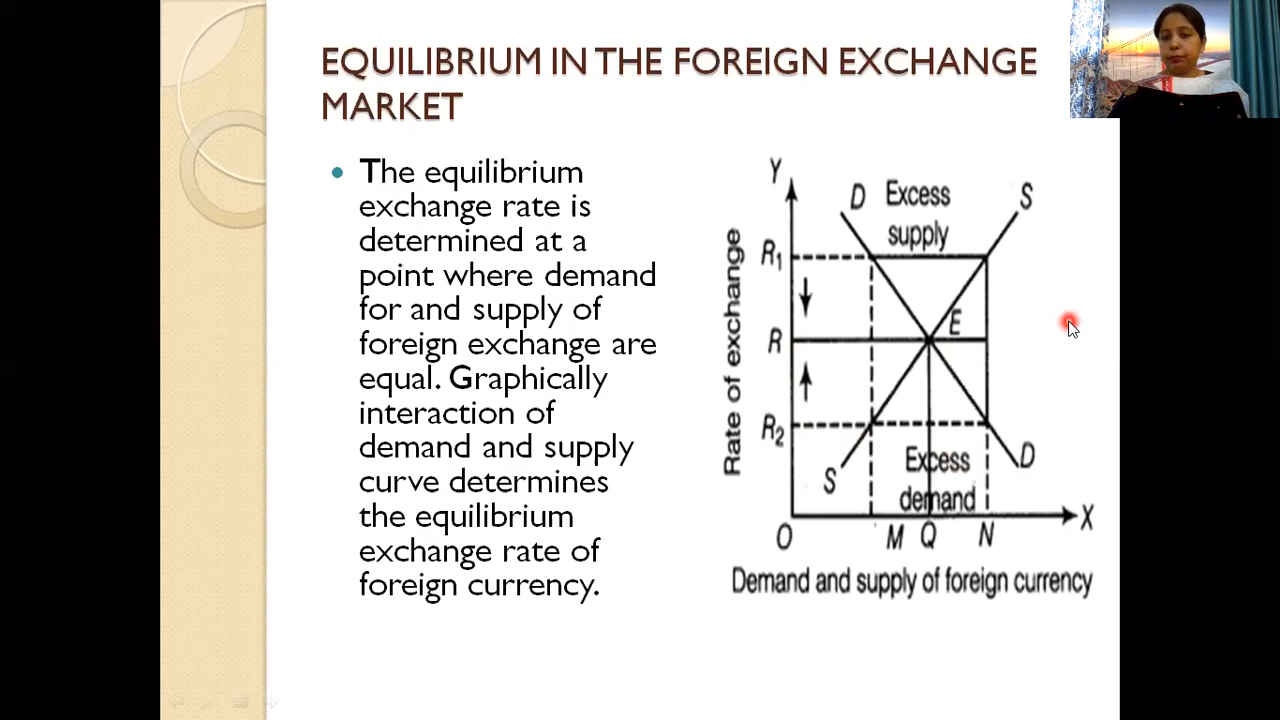 EQUILIBRIUM IN THE FOREIGN EXCHANGE
MARKET
The equilibrium
exchange rate is
determined at a
point where demand
for and supply of
foreign exchange are
equal. Graphically
interaction of
demand and supply
curve determines
the equilibrium
exchange rate of
foreign currency.
Y
D Excess S
supply
R₁
Rate of exchange
E
R
R₂
Excess D
demand
S
O M Q N X
Demand and supply of foreign currency